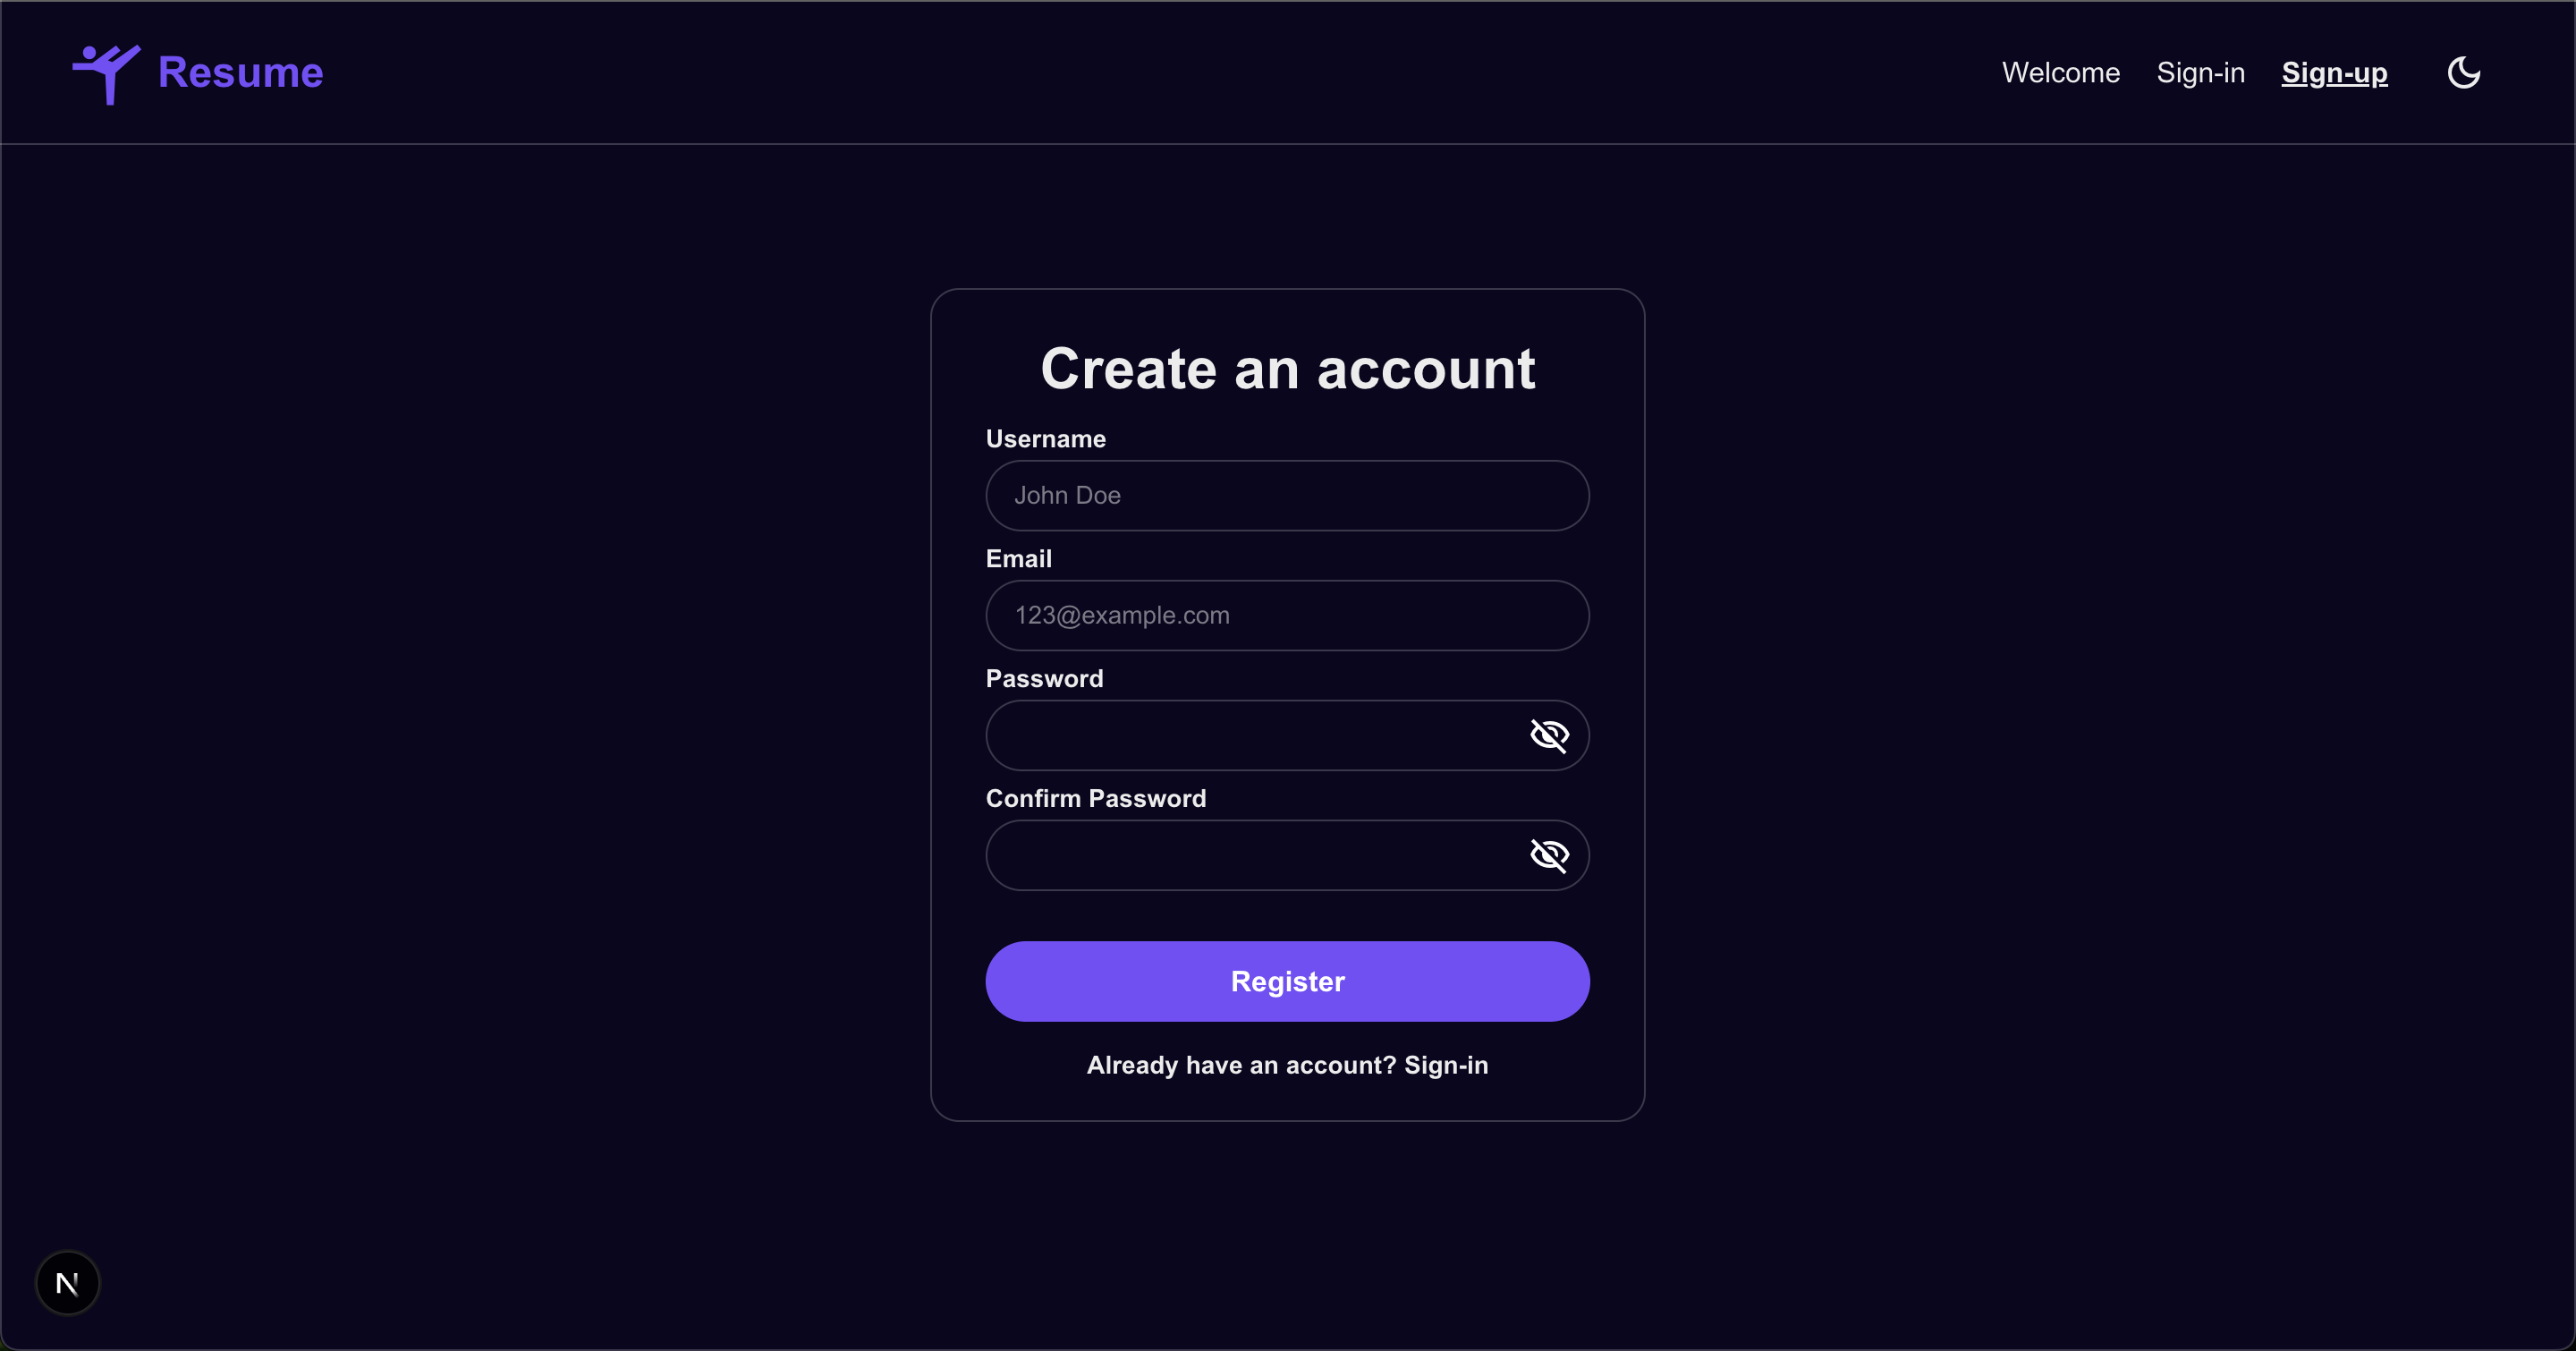 Resume
Welcome Sign-in Sign-up
Create an account
Username
John Doe
Email
123@example.com
Password
Confirm Password
Register
Already have an account? Sign-in
N